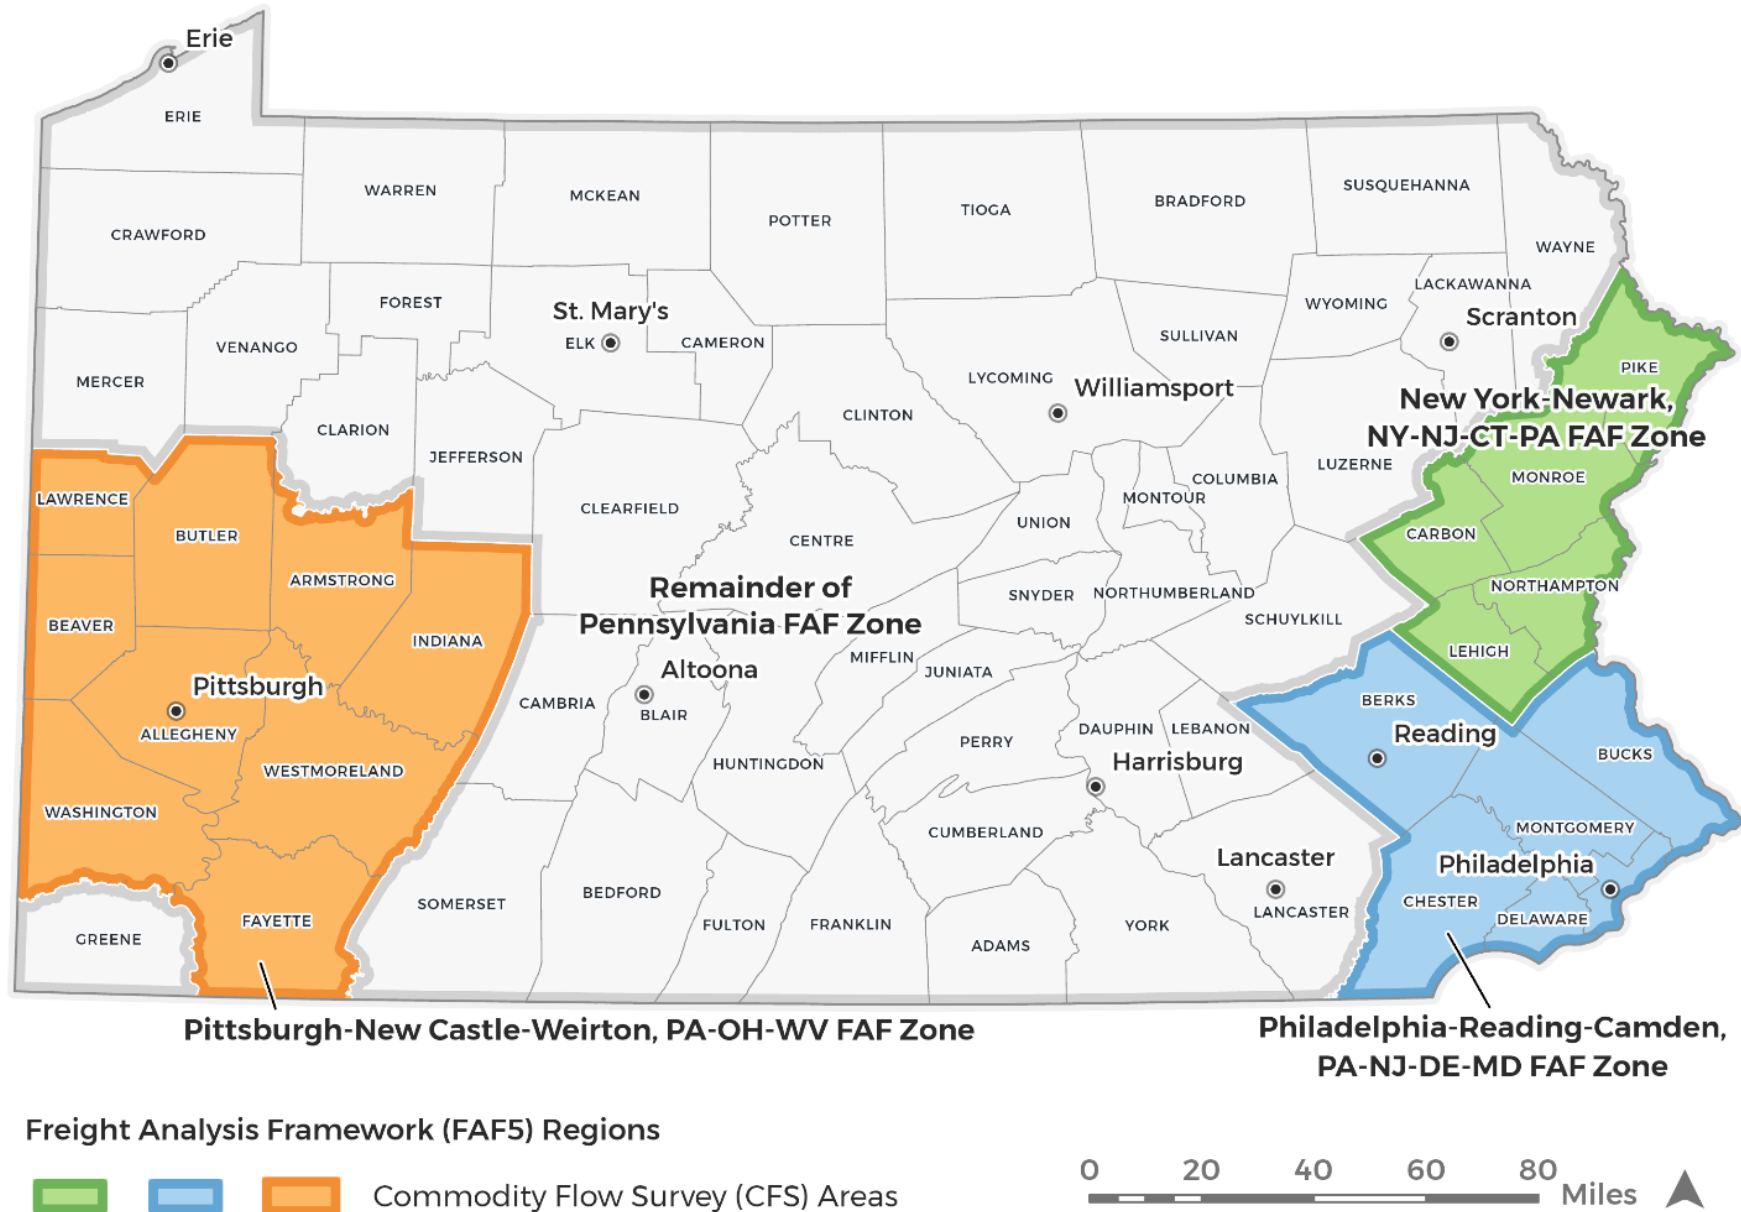 Erie
ERIE
WARREN
MCKEAN
POTTER
TIOGA
BRADFORD
SUSQUEHANNA
WAYNE
CRAWFORD
FOREST
VENANGO
MERCER
St. Mary's
ELK
CAMERON
SULLIVAN
WYOMING
LACKAWANNA
Scranton
PIKE
LYCOMING
Williamsport
CLINTON
CLARION
JEFFERSON
New York-Newark,
NY-NJ-CT-PA FAF Zone
LUZERNE
COLUMBIA
MONTOUR
MONROE
CARBON
NORTHAMPTON
LEHIGH
LAWRENCE
BUTLER
ARMSTRONG
BEAVER
INDIANA
CLEARFIELD
CENTRE
UNION
SNYDER
NORTHUMBERLAND
SCHUYLKILL
Remainder of
Pennsylvania FAF Zone
MIFFLIN
JUNIATA
Altoona
BLAIR
CAMBRIA
Pittsburgh
ALLEGHENY
WESTMORELAND
WASHINGTON
HUNTINGDON
PERRY
DAUPHIN
LEBANON
Harrisburg
BERKS
Reading
BUCKS
CUMBERLAND
MONTGOMERY
Philadelphia
Lancaster
LANCASTER
CHESTER
DELAWARE
GREENE
FAYETTE
SOMERSET
BEDFORD
FULTON
FRANKLIN
ADAMS
YORK
Pittsburgh-New Castle-Weirton, PA-OH-WV FAF Zone
Philadelphia-Reading-Camden,
PA-NJ-DE-MD FAF Zone
Freight Analysis Framework (FAF5) Regions
Commodity Flow Survey (CFS) Areas
0 20 40 60 80
Miles